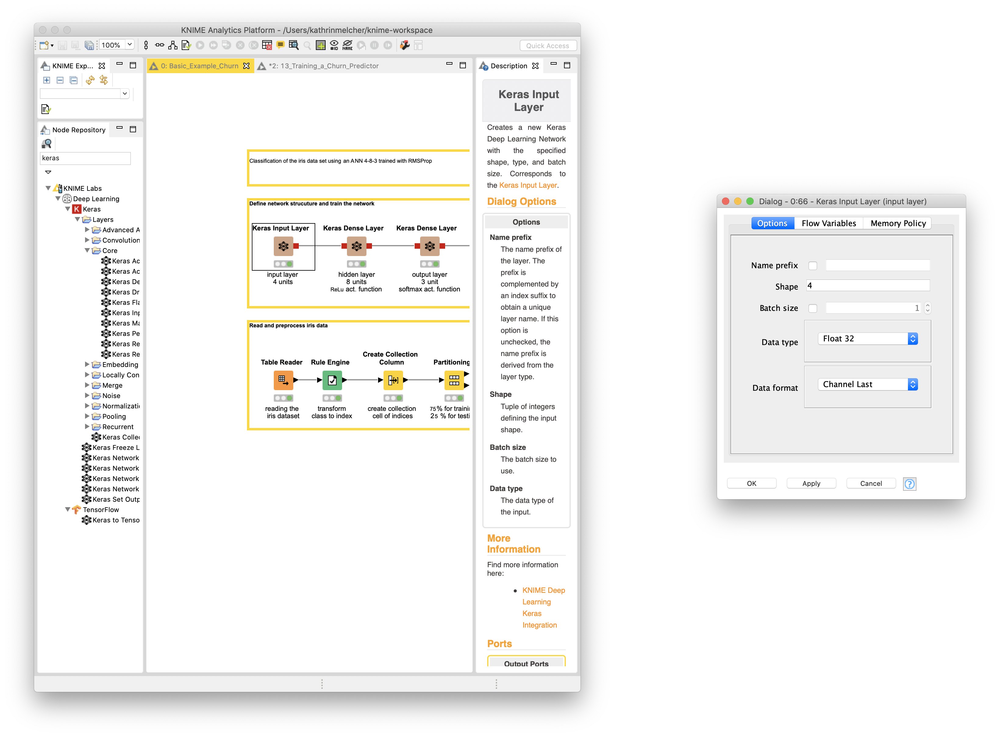 KNIME Analytics Platform - /Users/kathrinmelcher/knime-workspace
100%
#ID
NAME
Quick Access
KNIME Exp...
Node Repository
keras
KNIME Labs
Deep Learning
K Keras
Layers
Advanced A
Convolution
Core
Keras Ac
Keras Ac
Keras De
Keras Dr
Keras Fla
Keras Inp
Keras Ma
Keras Pe
Keras Re
Keras Re
Embedding
Locally Con
Merge
Noise
Normalizati
Pooling
Recurrent
Keras Collec
Keras Freeze L
Keras Network
Keras Network
Keras Network
Keras Network
Keras Set Outp
TensorFlow
Keras to Tenso
0: Basic_Example_Churn
*2: 13_Training_a_Churn_Predictor
Classification of the iris data set using an ANN 4-8-3 trained with RMSProp
Define network strucuture and train the network
Keras Input Layer
Keras Dense Layer
Keras Dense Layer
input layer
4 units
hidden layer
8 units
ReLu act. function
output layer
3 unit
softmax act. function
Read and preprocess iris data
Table Reader
Rule Engine
Create Collection
Column
Partitioning
reading the
iris dataset
transform
class to index
create collection
cell of indices
75% for traini
25 % for testi
Description
Keras Input
Layer
Creates a new Keras
Deep Learning Network
with the specified
shape, type, and batch
size. Corresponds to
the Keras Input Layer.
Dialog Options
Options
Name prefix
The name prefix of
the layer. The
prefix is
complemented by
an index suffix to
obtain a unique
layer name. If this
option is
unchecked, the
name prefix is
derived from the
layer type.
Shape
Tuple of integers
defining the input
shape.
Batch size
The batch size to
use.
Data type
The data type of
the input.
More
Information
Find more information
here:
• KNIME Deep
Learning
Keras
Integration
Ports
Output Ports
Dialog - 0:66 - Keras Input Layer (input layer)
Options
Flow Variables
Memory Policy
Name prefix
Shape 4
Batch size 1
Data type Float 32
Data format Channel Last
OK
Apply
Cancel
?